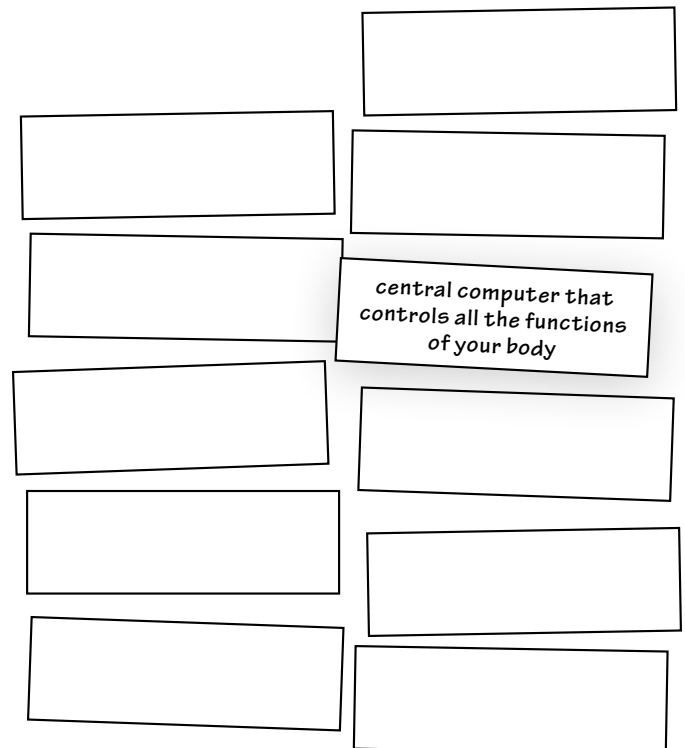 central computer that
controls all the functions
of your body